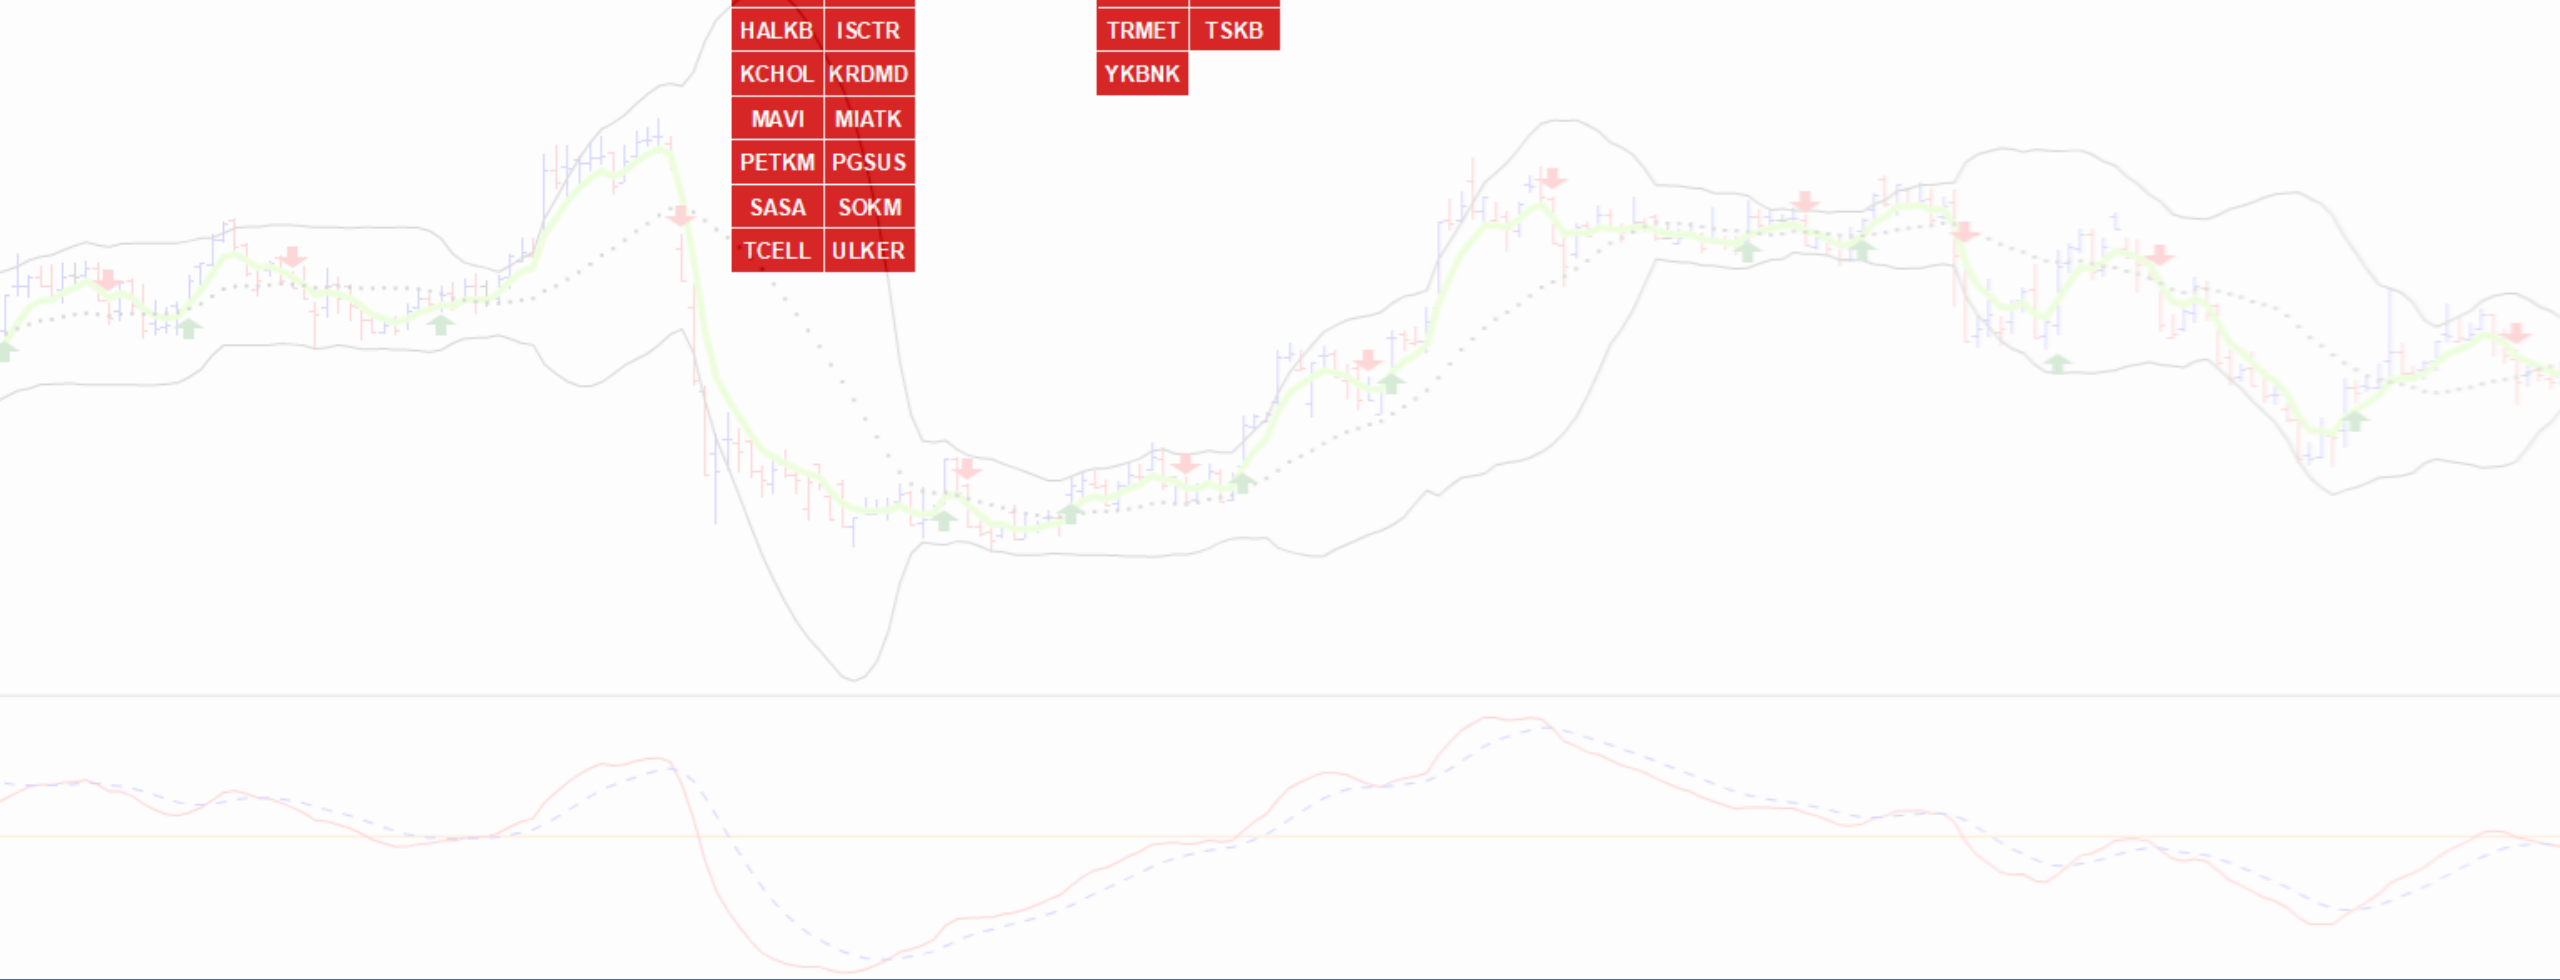 HALKB ISCTR TRMET TSKB
KCHOL KRDMD YKBNK
MAVI MIATK
PETKM PGSUS
SASA SOKM
TCELL ULKER